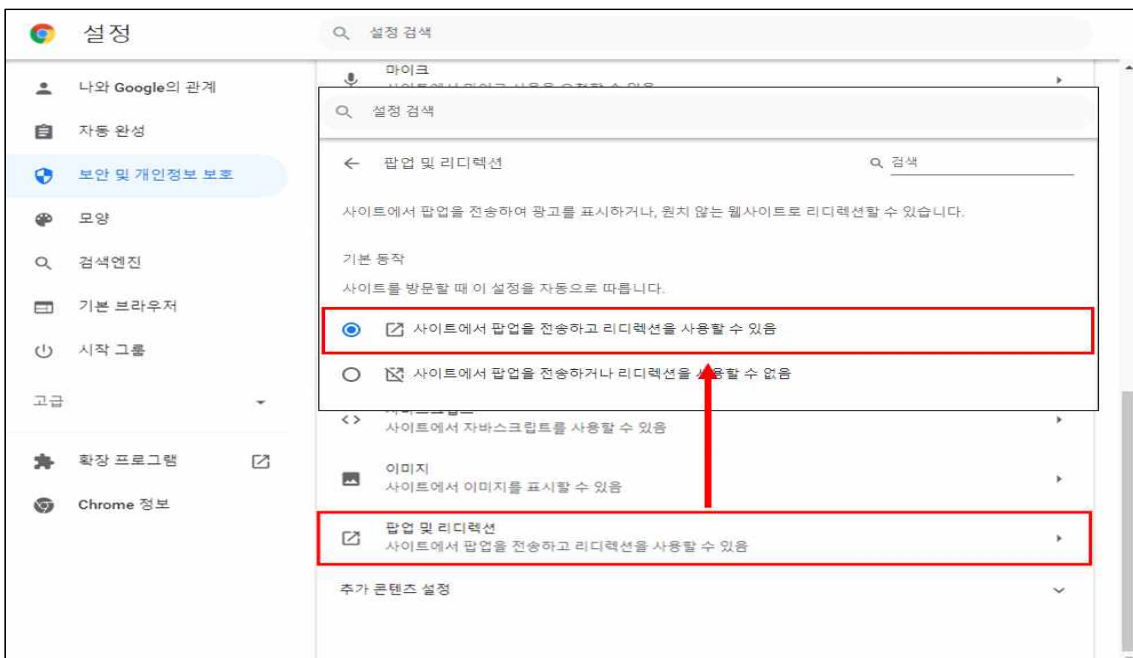 설정
설정 검색
나와 Google의 관계
자동 완성
보안 및 개인정보 보호
모양
검색엔진
기본 브라우저
시작 그룹
고급
확장 프로그램
Chrome 정보
마이크
설정 검색
팝업 및 리디렉션
검색
사이트에서 팝업을 전송하여 광고를 표시하거나, 원치 않는 웹사이트로 리디렉션할 수 있습니다.
기본 동작
사이트를 방문할 때 이 설정을 자동으로 따릅니다.
사이트에서 팝업을 전송하고 리디렉션을 사용할 수 있음
사이트에서 팝업을 전송하거나 리디렉션을 사용할 수 없음
사이트에서 자바스크립트를 사용할 수 있음
이미지
사이트에서 이미지를 표시할 수 있음
팝업 및 리디렉션
사이트에서 팝업을 전송하고 리디렉션을 사용할 수 있음
추가 콘텐츠 설정